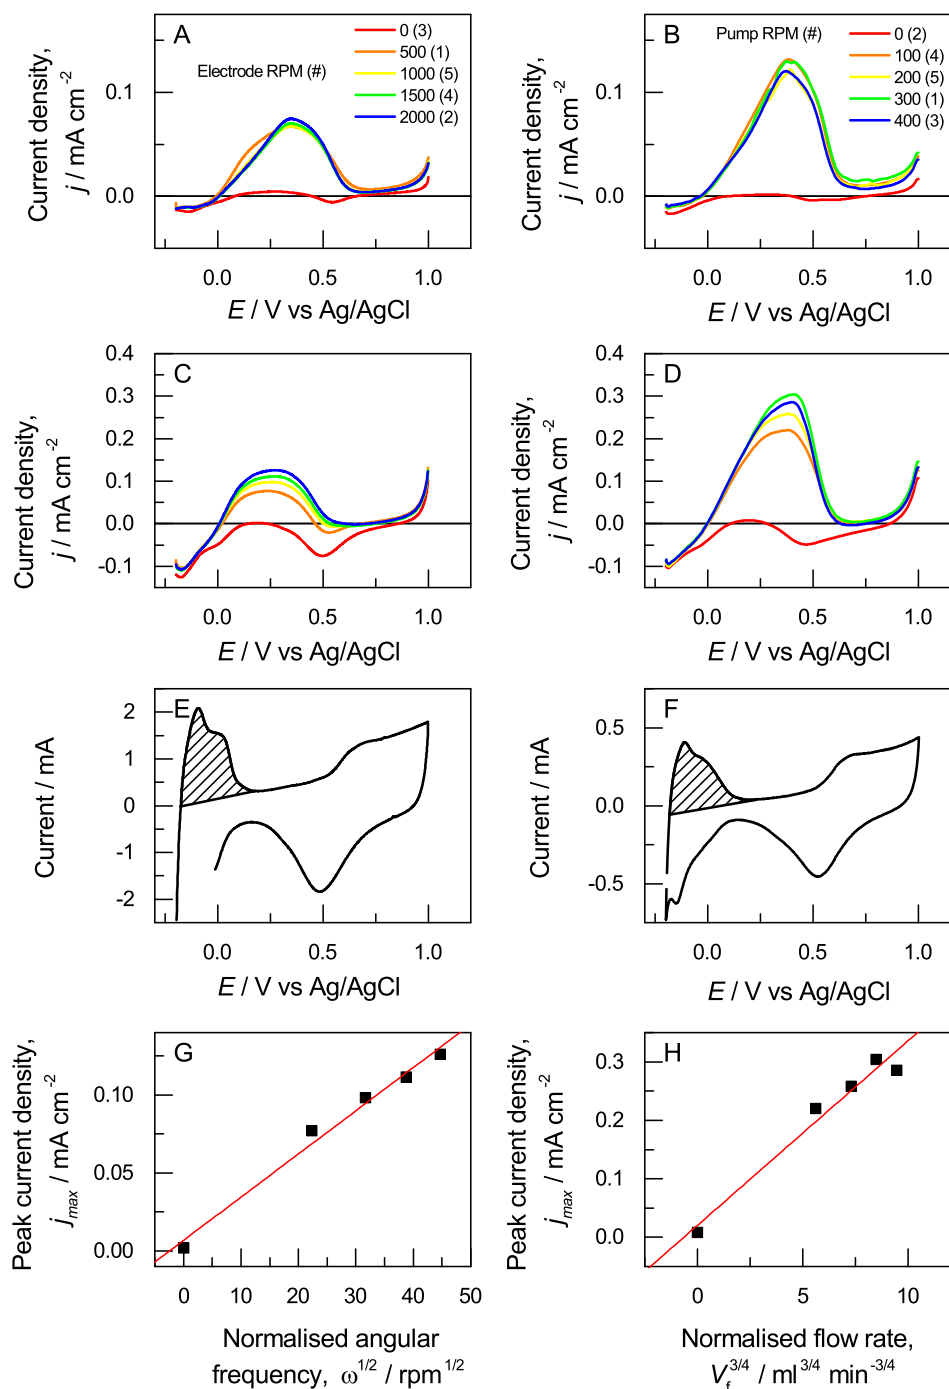 A
Electrode RPM (#)
0 (3)
500 (1)
1000 (5)
1500 (4)
2000 (2)
Current density,
j / mA cm-2
0.1
0.0
0.0 0.5 1.0
E / V vs Ag/AgCl
B
Pump RPM (#)
0 (2)
100 (4)
200 (5)
300 (1)
400 (3)
Current density,
j / mA cm-2
0.1
0.0
0.0 0.5 1.0
E / V vs Ag/AgCl
C
Current density,
j / mA cm-2
0.4
0.3
0.2
0.1
0.0
-0.1
0.0 0.5 1.0
E / V vs Ag/AgCl
D
Current density,
j / mA cm-2
0.4
0.3
0.2
0.1
0.0
-0.1
0.0 0.5 1.0
E / V vs Ag/AgCl
E
Current / mA
2
1
0
-1
-2
0.0 0.5 1.0
E / V vs Ag/AgCl
F
Current / mA
0.5
0.0
-0.5
0.0 0.5 1.0
E / V vs Ag/AgCl
G
Peak current density,
jmax / mA cm-2
0.10
0.05
0.00
0 10 20 30 40 50
Normalised angular
frequency, ω1/2 / rpm1/2
H
Peak current density,
jmax / mA cm-2
0.3
0.2
0.1
0.0
0 5 10
Normalised flow rate,
Vf3/4 / ml3/4 min-3/4